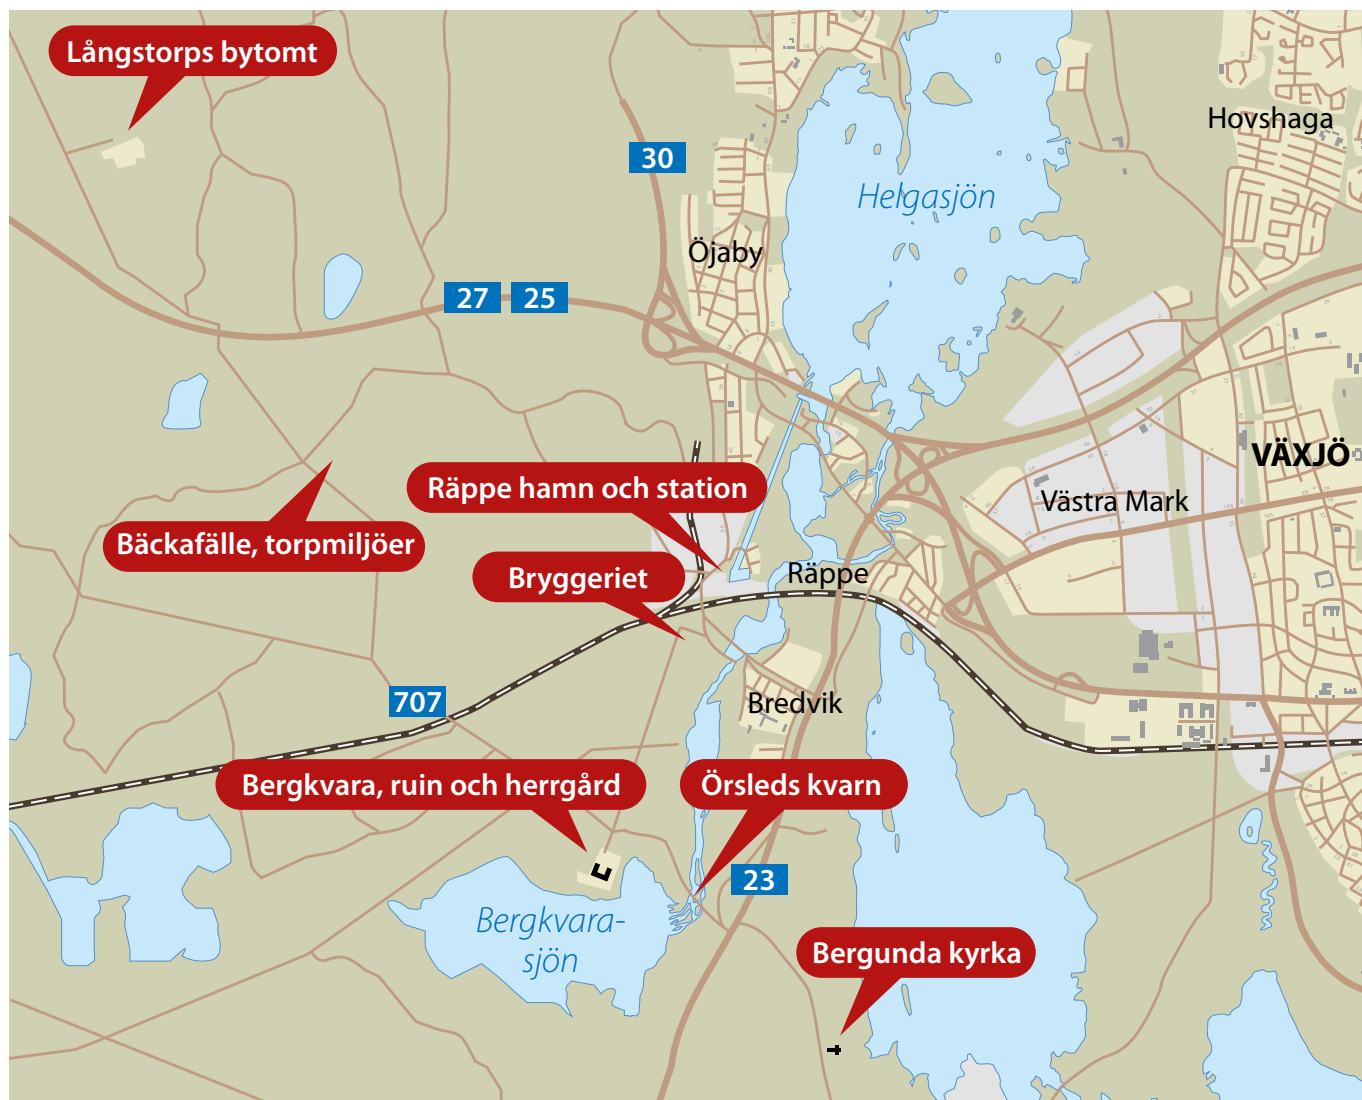 Långstorps bytomt
Hovshaga
30
Helgasjön
Öjaby
27
25
VÄXJÖ
Räppe hamn och station
Västra Mark
Bäckafälle, torpmiljöer
Bryggeriet
Räppe
707
Bredvik
Bergkvara, ruin och herrgård
Örsleds kvarn
23
Bergkvara-
sjön
Bergunda kyrka